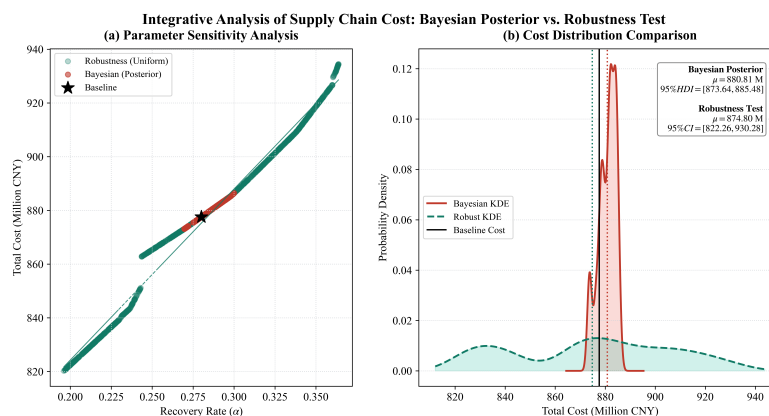 Integrative Analysis of Supply Chain Cost: Bayesian Posterior vs. Robustness Test
(a) Parameter Sensitivity Analysis
940
920
900
880
860
840
820
Total Cost (Million CNY)
Robustness (Uniform)
Bayesian (Posterior)
Baseline
0.200
0.225
0.250
0.275
0.300
0.325
0.350
Recovery Rate (α)
(b) Cost Distribution Comparison
0.12
0.10
0.08
0.06
0.04
0.02
0.00
Probability Density
Bayesian KDE
Robust KDE
Baseline Cost
Bayesian Posterior
μ = 880.81 M
95%HDI = [873.64, 885.48]
Robustness Test
μ = 874.80 M
95%CI = [822.26, 930.28]
820
840
860
880
900
920
940
Total Cost (Million CNY)